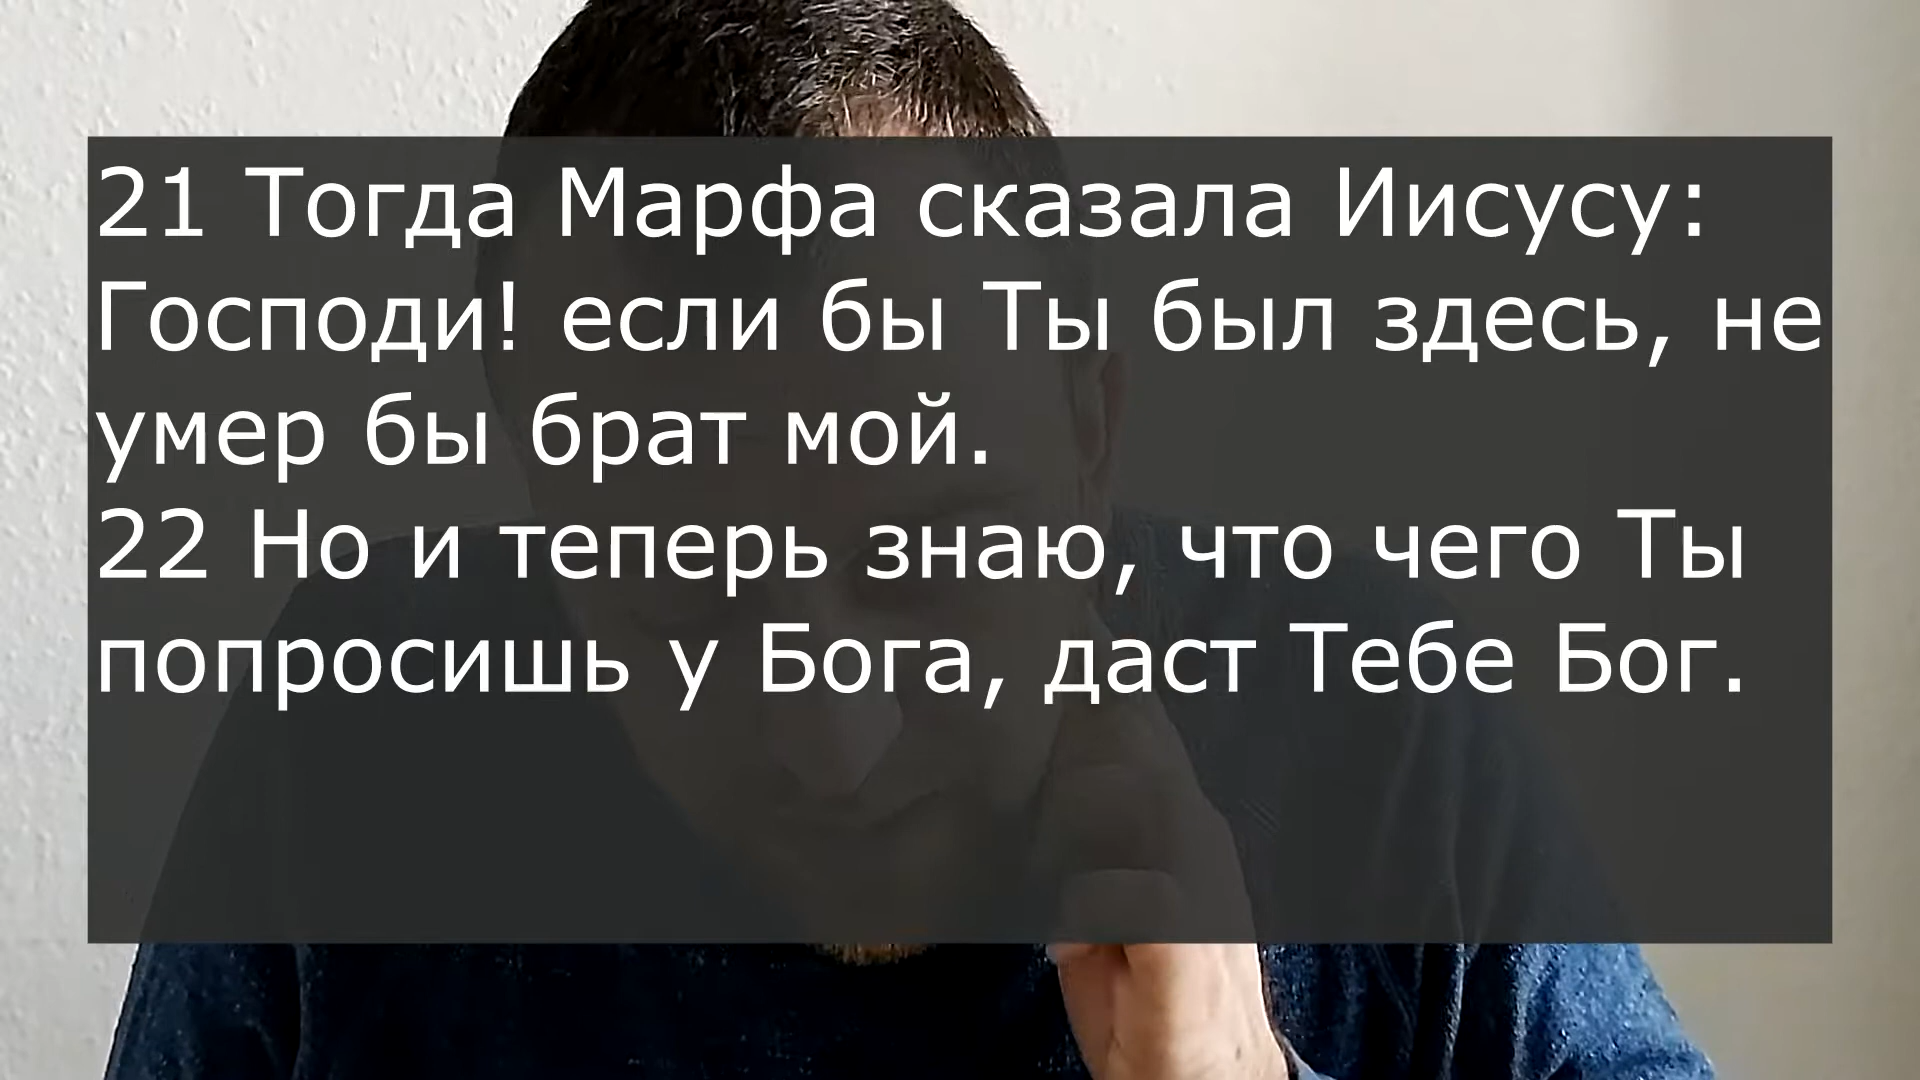 21 Тогда Марфа сказала Иисусу:
Господи! если бы Ты был здесь, не
умер бы брат мой.
22 Но и теперь знаю, что чего Ты
попросишь у Бога, даст Тебе Бог.